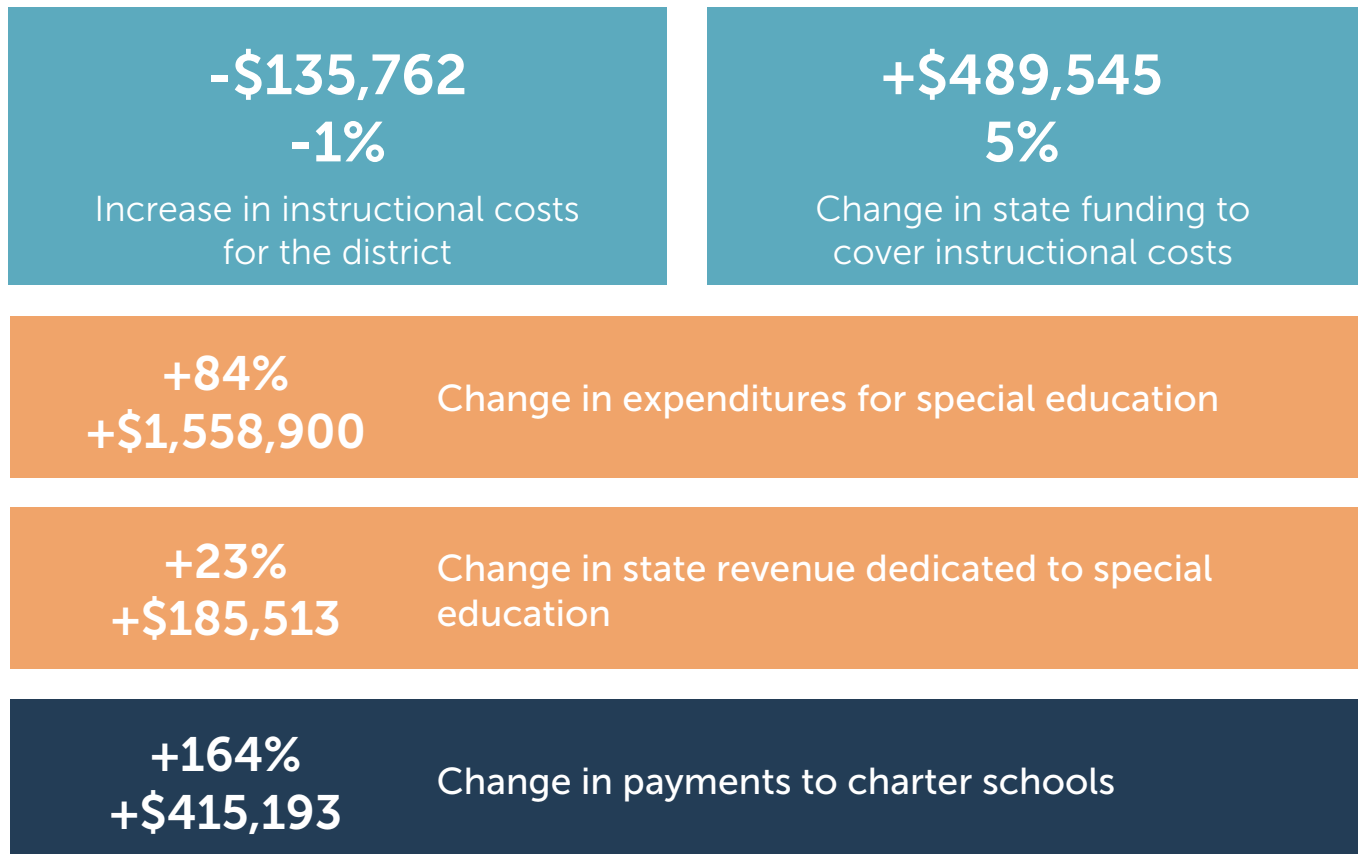 -$135,762
-1%
Increase in instructional costs
for the district
+$489,545
5%
Change in state funding to
cover instructional costs
+84%
+$1,558,900
Change in expenditures for special education
+23%
+$185,513
Change in state revenue dedicated to special
education
+164%
+$415,193
Change in payments to charter schools